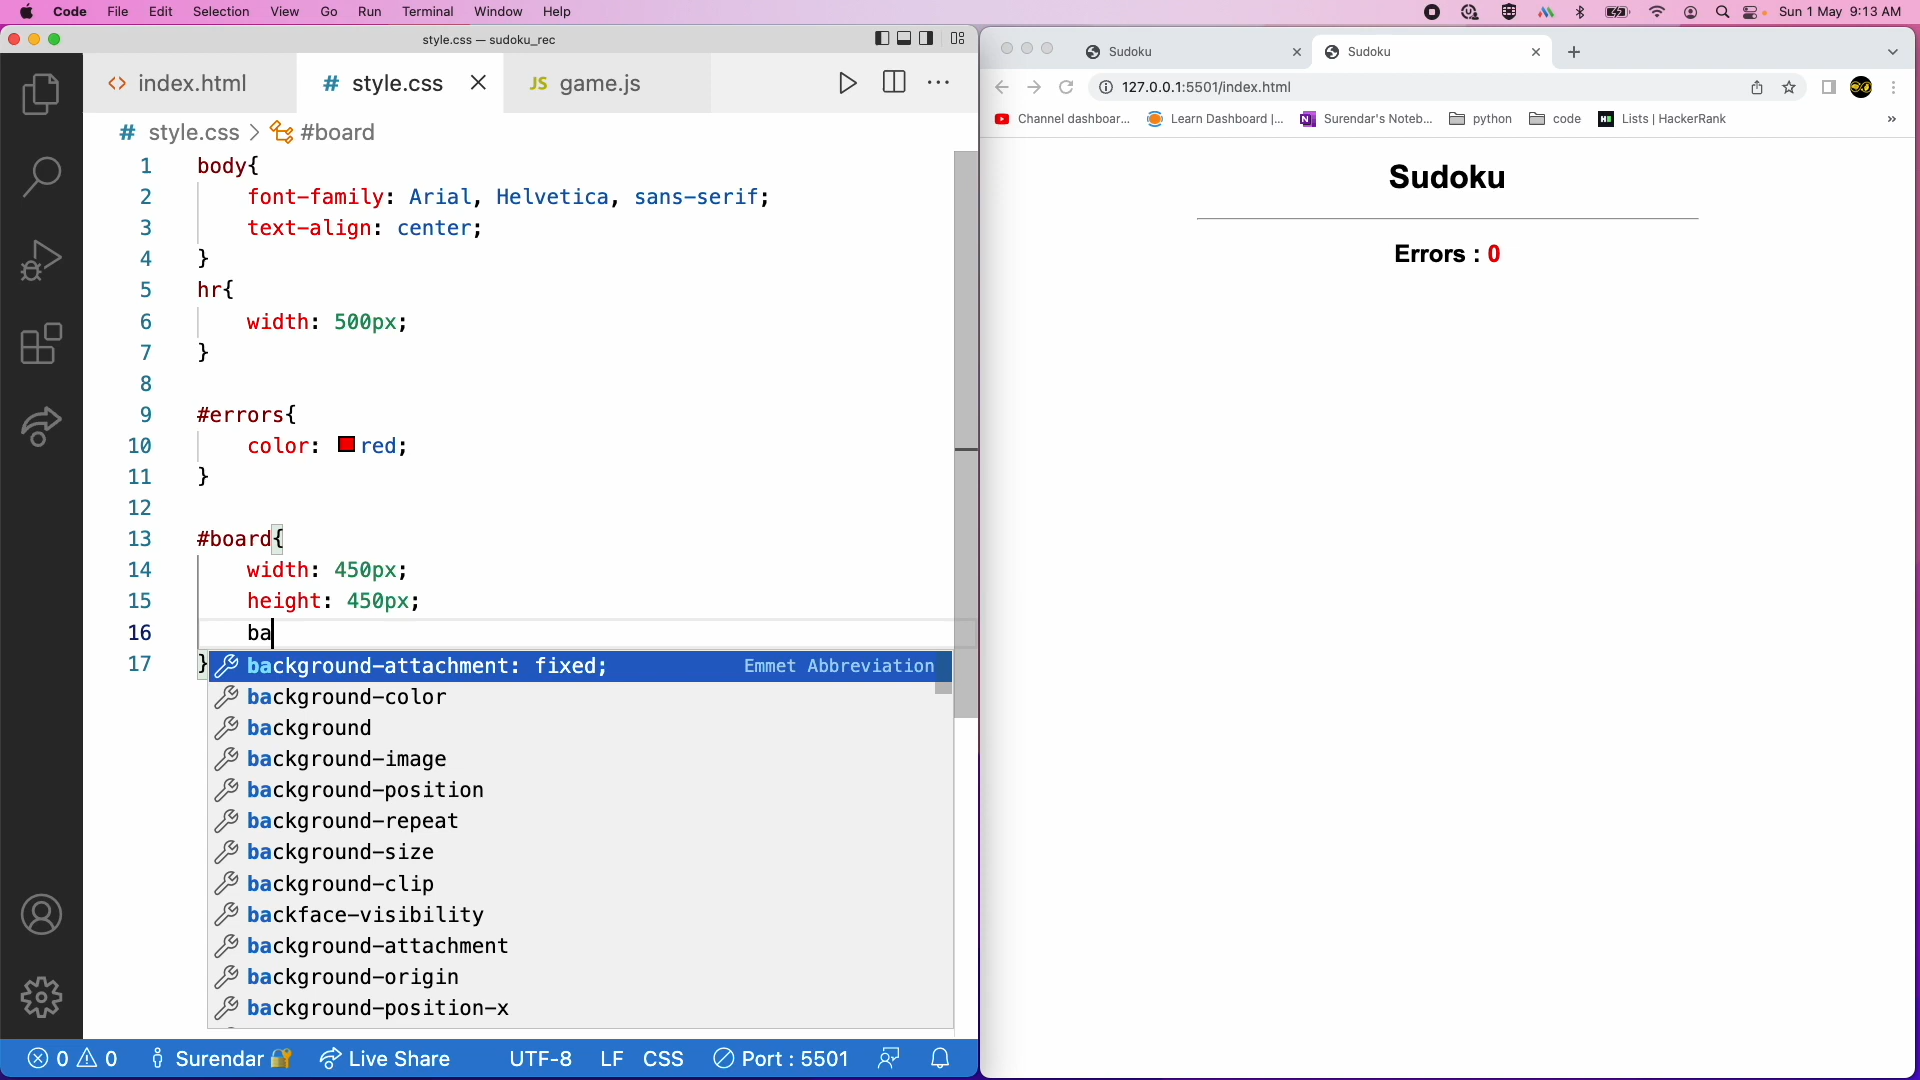 Code File Edit Selection View Go Run Terminal Window Help Sun 1 May 9:13 AM
style.css — sudoku_rec
index.html # style.css JS game.js
# style.css > #board
1 body{
2 font-family: Arial, Helvetica, sans-serif;
3 text-align: center;
4 }
5 hr{
6 width: 500px;
7 }
8
9 #errors{
10 color: red;
11 }
12
13 #board{
14 width: 450px;
15 height: 450px;
16 ba
17 }
background-attachment: fixed; Emmet Abbreviation
background-color
background
background-image
background-position
background-repeat
background-size
background-clip
backface-visibility
background-attachment
background-origin
background-position-x
0 0 Surendar Live Share UTF-8 LF CSS Port : 5501
Sudoku Sudoku
127.0.0.1:5501/index.html
Channel dashboar... Learn Dashboard |... Surendar's Noteb... python code Lists | HackerRank »
Sudoku
Errors : 0